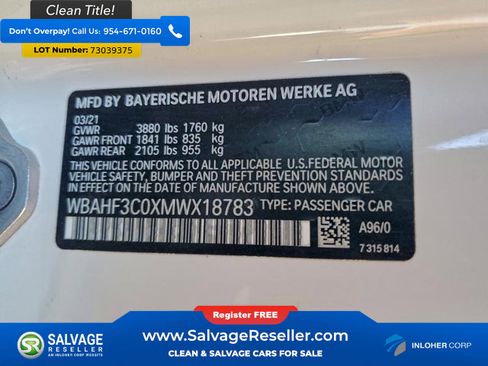 Clean Title!
Don't Overpay! Call Us: 954-671-0160
LOT Number: 73039375
MFD BY BAYERISCHE MOTOREN WERKE AG
03/21
GVWR 3880 lbs 1760 kg
GAWR FRONT 1841 lbs 835 kg
GAWR REAR 2105 lbs 955 kg
THIS VEHICLE CONFORMS TO ALL APPLICABLE U.S.FEDERAL MOTOR
VEHICLE SAFETY, BUMPER AND THEFT PREVENTION STANDARDS
IN EFFECT ON THE DATE OF MANUFACTURE SHOWN ABOVE.
WBAHF3C0XMWX18783 TYPE: PASSENGER CAR
A96/0
7 315 814
Register FREE
www.SalvageReseller.com
CLEAN & SALVAGE CARS FOR SALE
SALVAGE
RESELLER
AN INLOHER CORP WEBSITE
INLOHER CORP